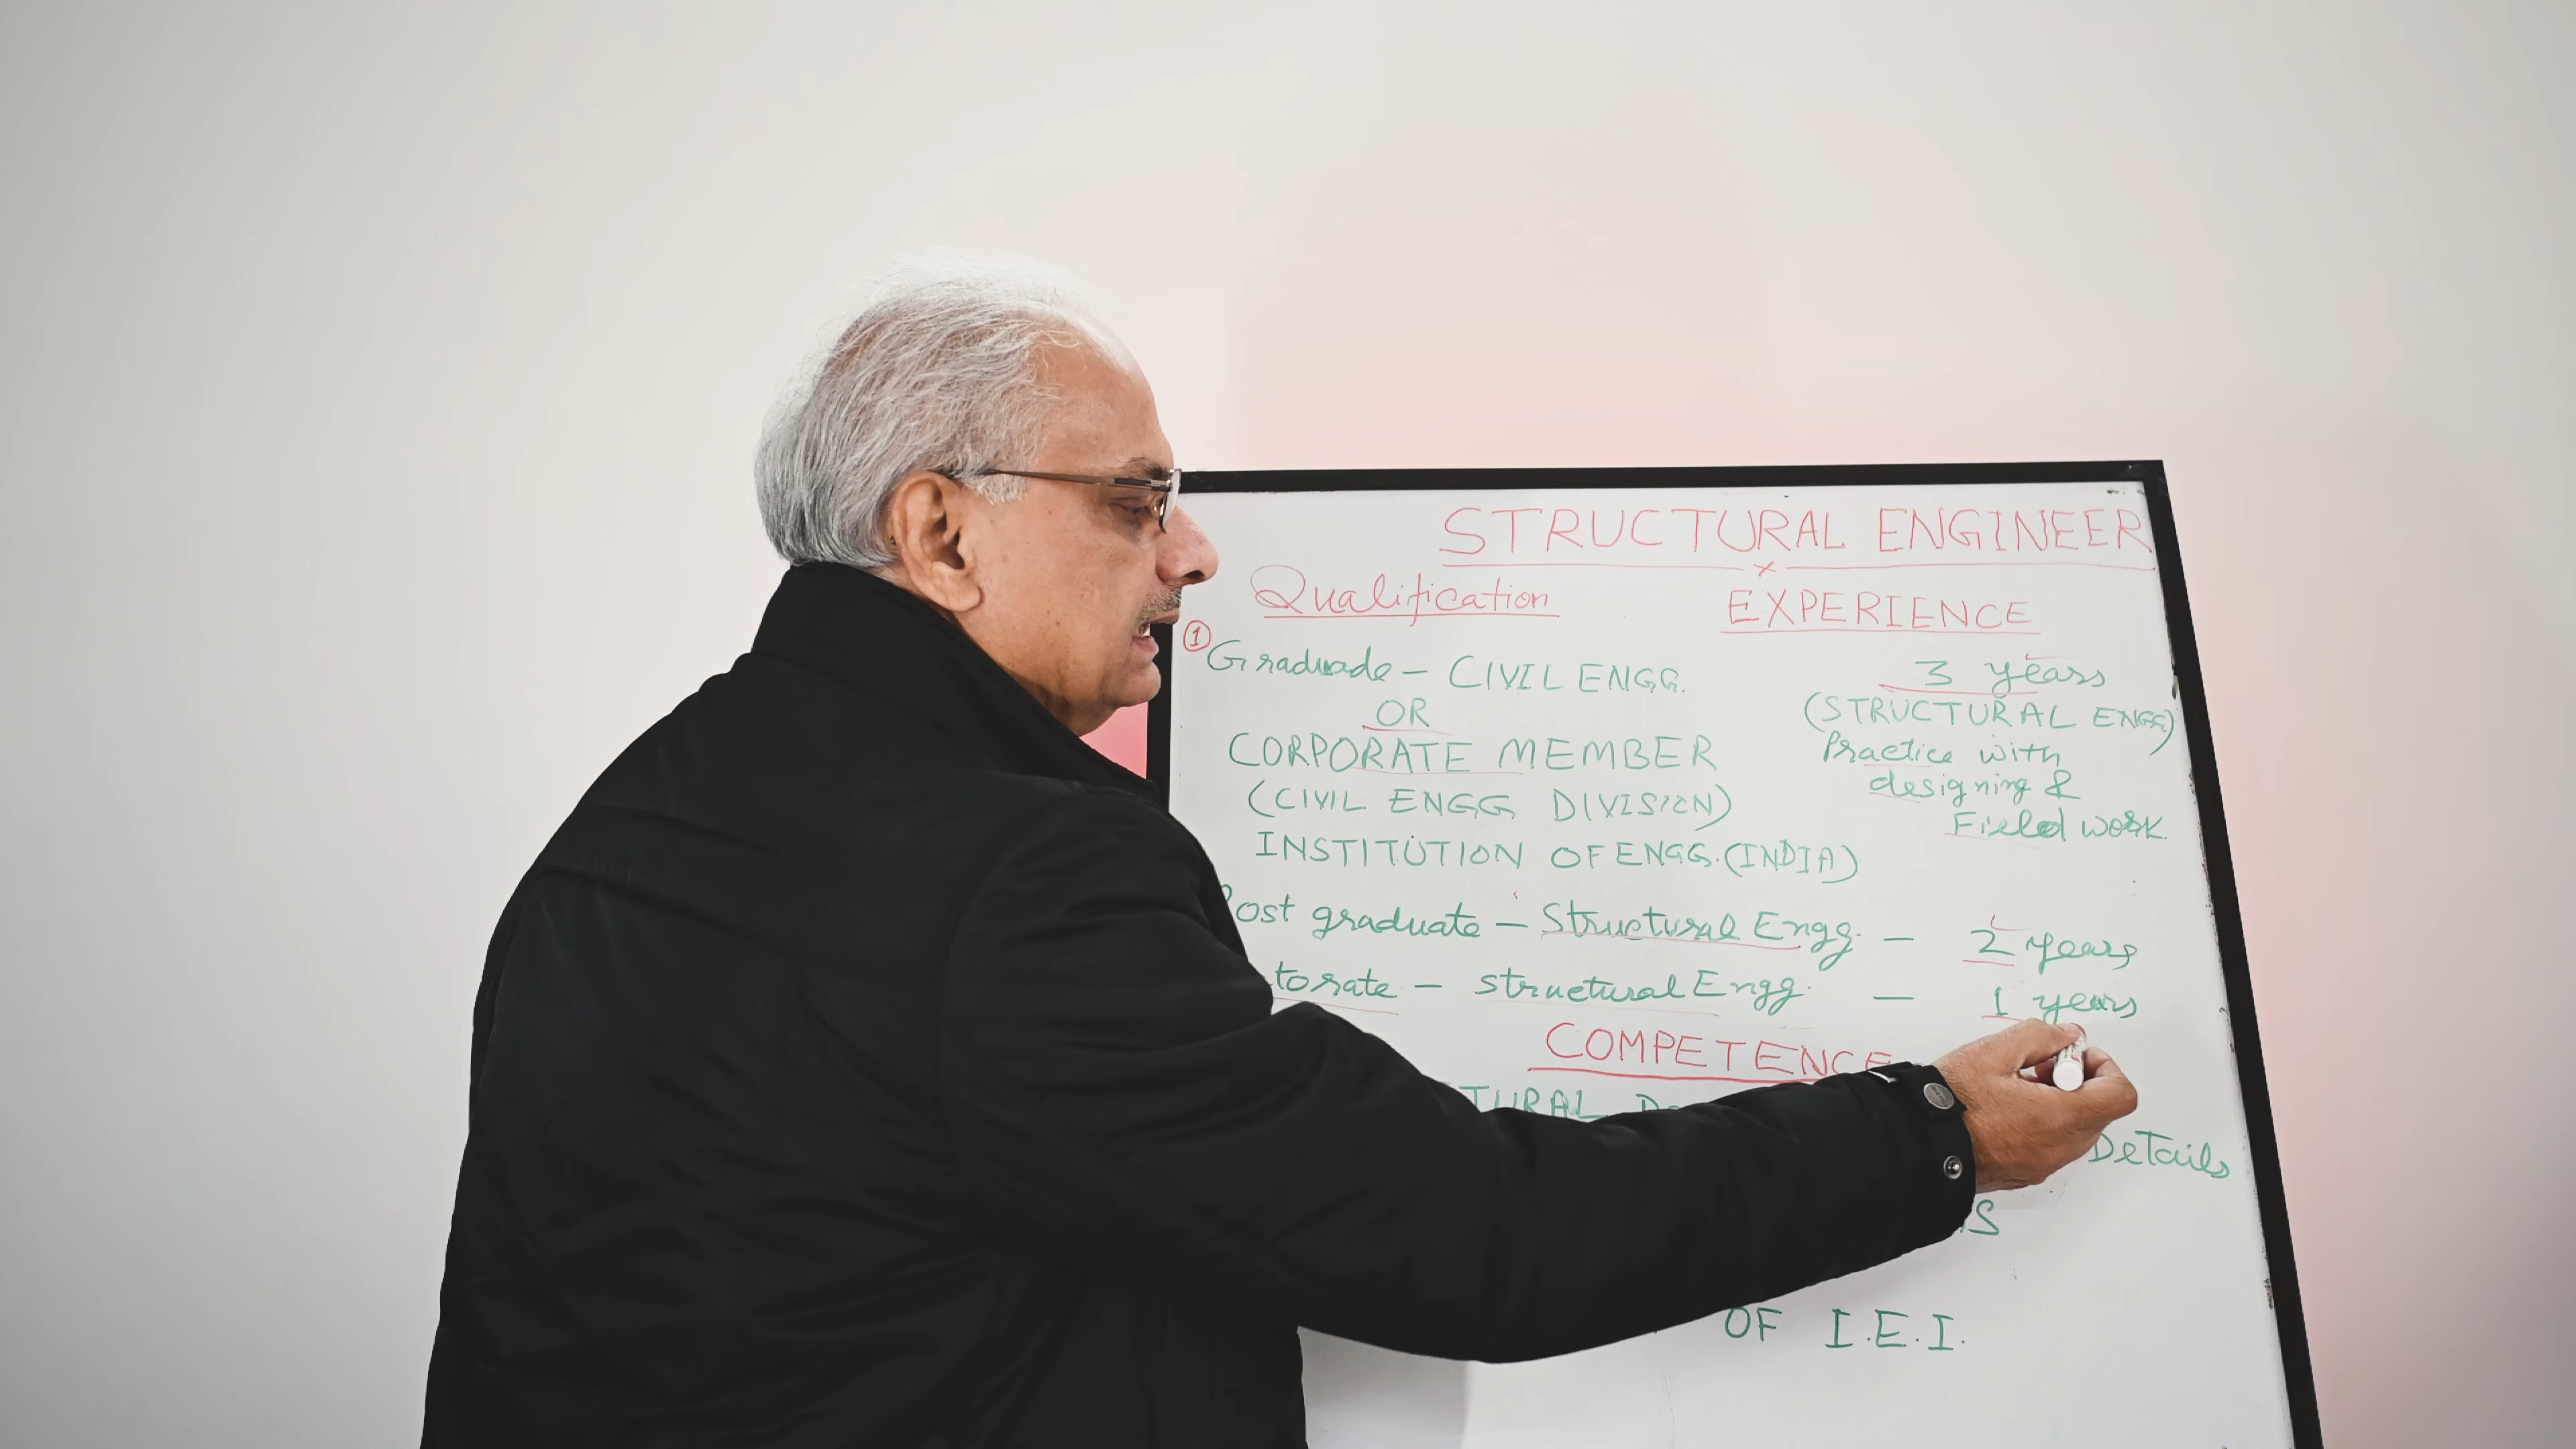 STRUCTURAL ENGINEER
x
Qualification EXPERIENCE
① Graduade - CIVIL ENGG. 3 years
OR (STRUCTURAL ENGG)
CORPORATE MEMBER Practice with
(CIVIL ENGG DIVISION) designing &
INSTITUTION OF ENGG. (INDIA) Field work.
Post graduate - Structural Engg. - 2 years
torate - structural Engg. - 1 years
COMPETENCE
TURAL
Details
S
OF I.E.I.